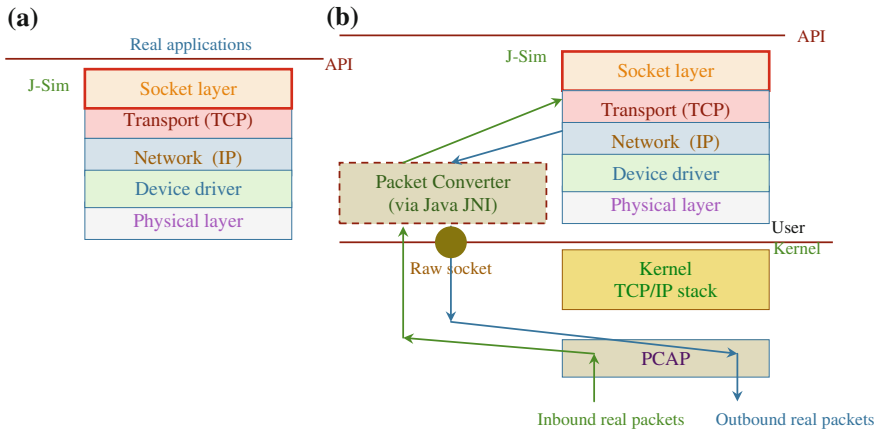 (a)
Real applications
API
J-Sim
Socket layer
Transport (TCP)
Network (IP)
Device driver
Physical layer
(b)
API
J-Sim
Socket layer
Transport (TCP)
Network (IP)
Device driver
Physical layer
Packet Converter
(via Java JNI)
User
Kernel
Raw socket
Kernel
TCP/IP stack
PCAP
Inbound real packets
Outbound real packets